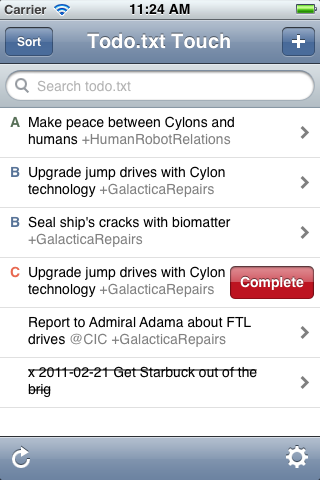 Carrier 11:24 AM
Sort Todo.txt Touch +
Search todo.txt
A Make peace between Cylons and
humans +HumanRobotRelations
B Upgrade jump drives with Cylon
technology +GalacticaRepairs
B Seal ship's cracks with biomatter
+GalacticaRepairs
C Upgrade jump drives with Cylon
technology +GalacticaRepairs Complete
Report to Admiral Adama about FTL
drives @CIC +GalacticaRepairs
x 2011-02-21 Get Starbuck out of the
brig